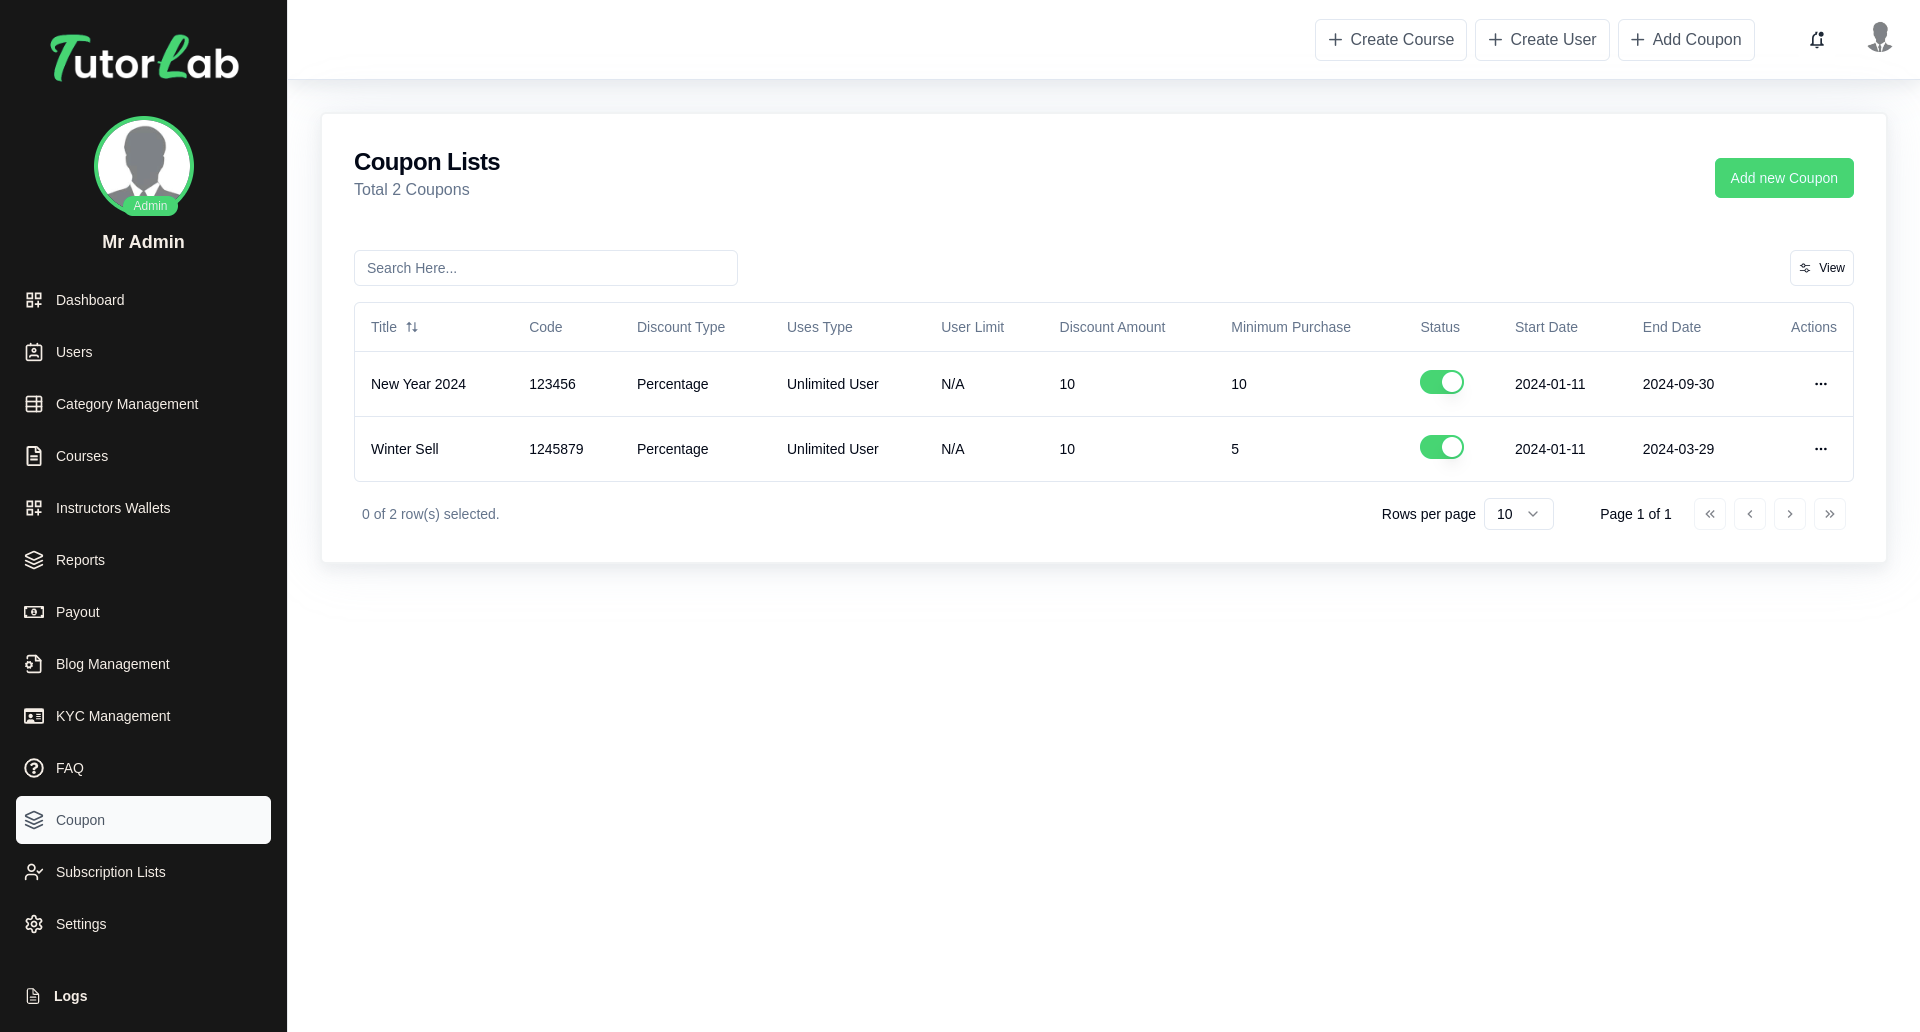 TutorLab
Admin
Mr Admin
Dashboard
Users
Category Management
Courses
Instructors Wallets
Reports
Payout
Blog Management
KYC Management
FAQ
Coupon
Subscription Lists
Settings
Logs
Create Course
Create User
Add Coupon
Coupon Lists
Total 2 Coupons
Add new Coupon
Search Here...
View
Title Code Discount Type Uses Type User Limit Discount Amount Minimum Purchase Status Start Date End Date Actions
New Year 2024 123456 Percentage Unlimited User N/A 10 10 2024-01-11 2024-09-30
Winter Sell 1245879 Percentage Unlimited User N/A 10 5 2024-01-11 2024-03-29
0 of 2 row(s) selected. Rows per page 10 Page 1 of 1